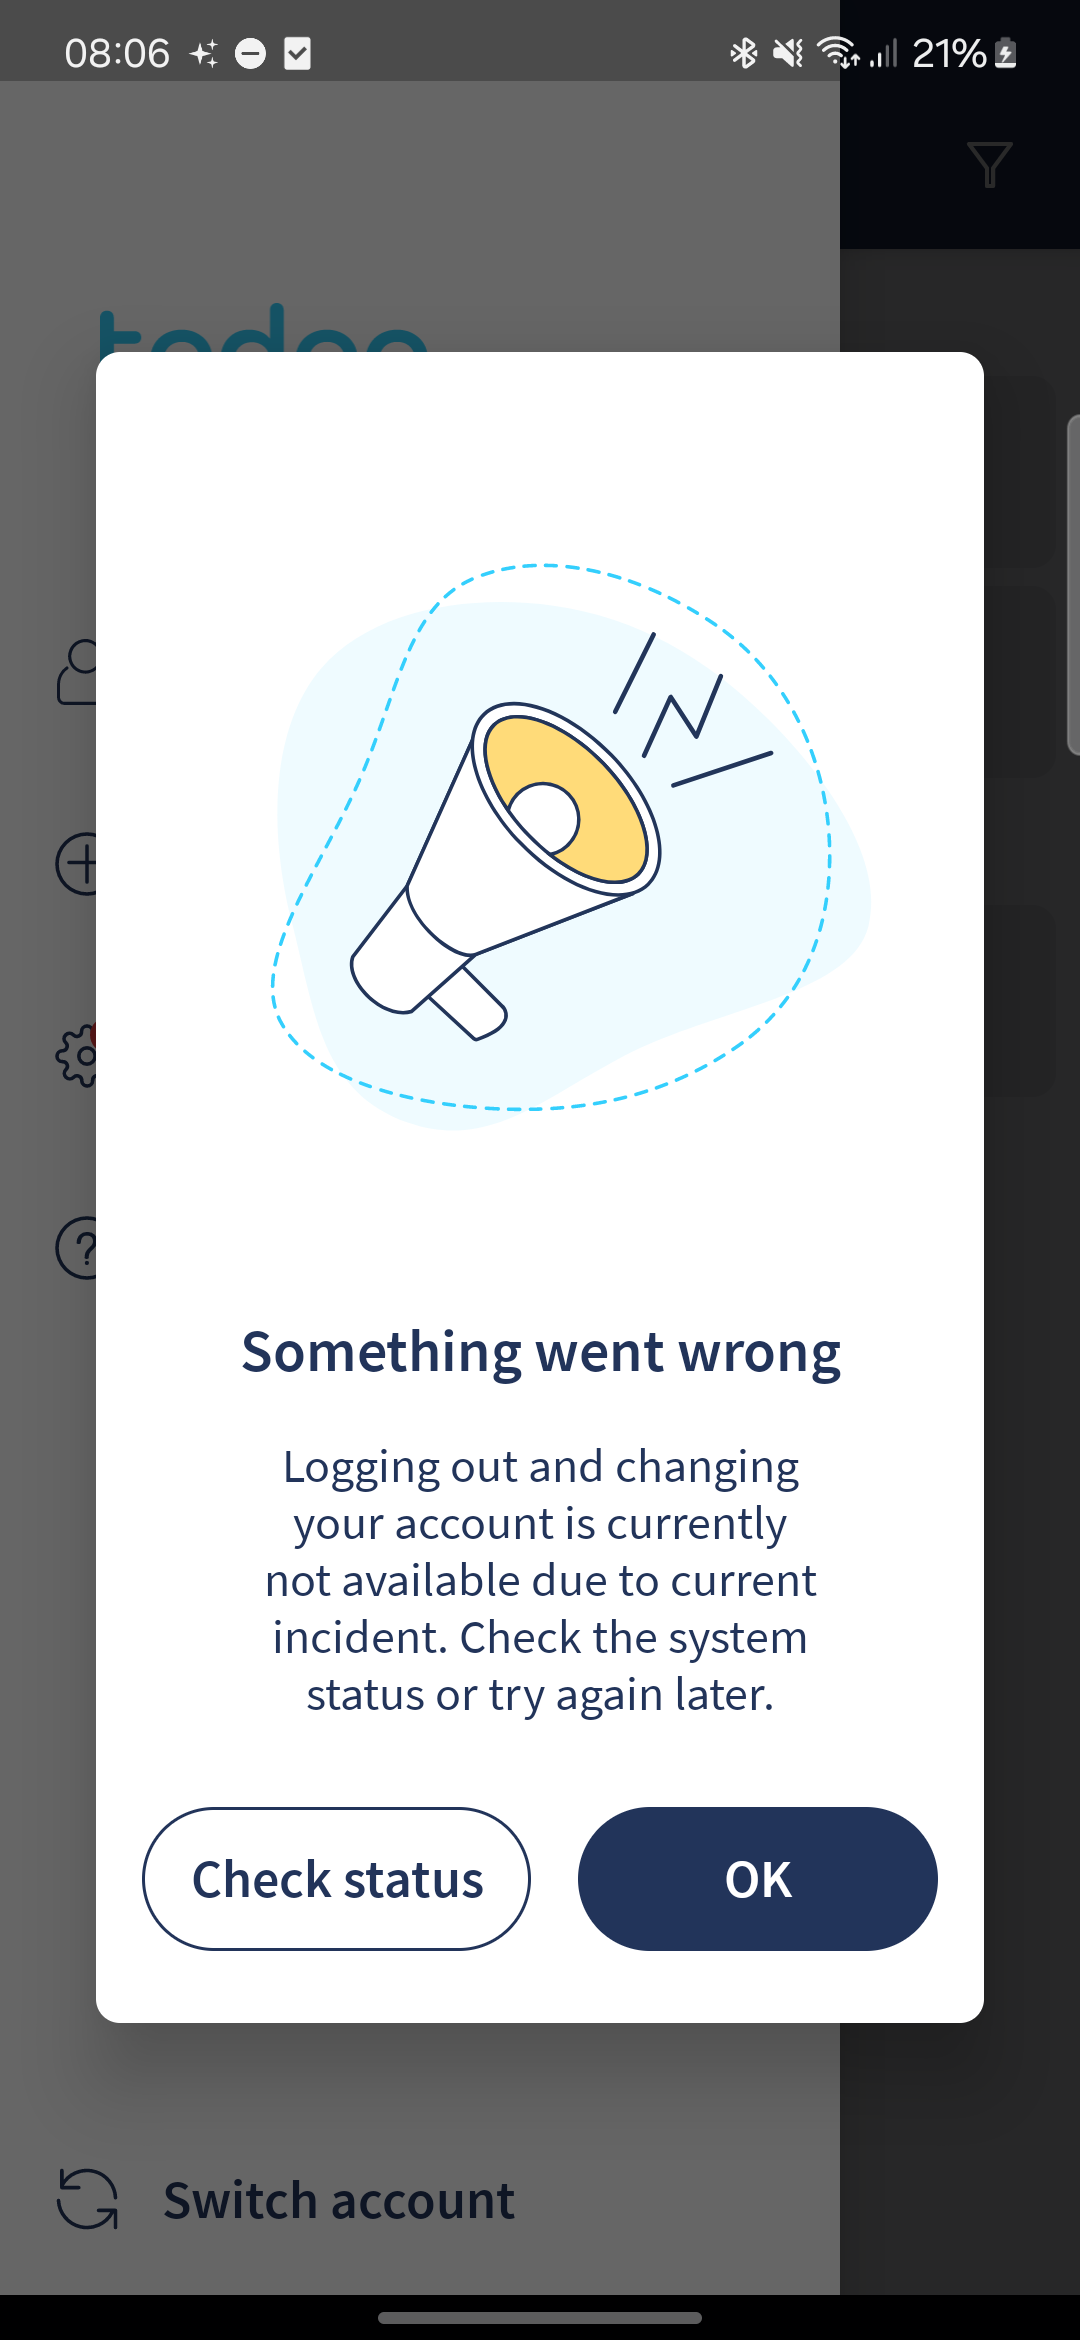 08:06
21%
Something went wrong
Logging out and changing
your account is currently
not available due to current
incident. Check the system
status or try again later.
Check status
OK
Switch account